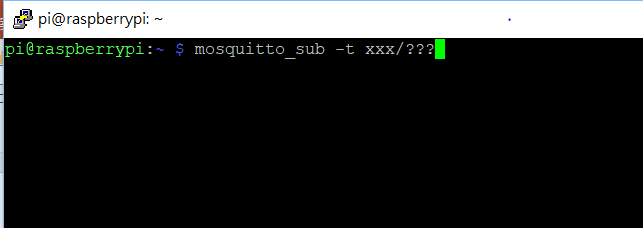 pi@raspberrypi: ~
pi@raspberrypi:~ $ mosquitto_sub -t xxx/???